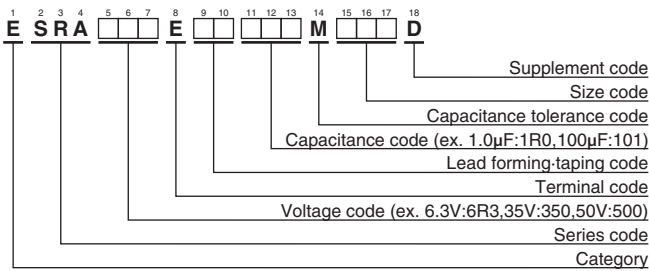 1 2 3 4 5 6 7 8 9 10 11 12 13 14 15 16 17 18
E SRA E M D
Supplement code
Size code
Capacitance tolerance code
Capacitance code (ex. 1.0μF:1R0,100μF:101)
Lead forming·taping code
Terminal code
Voltage code (ex. 6.3V:6R3,35V:350,50V:500)
Series code
Category